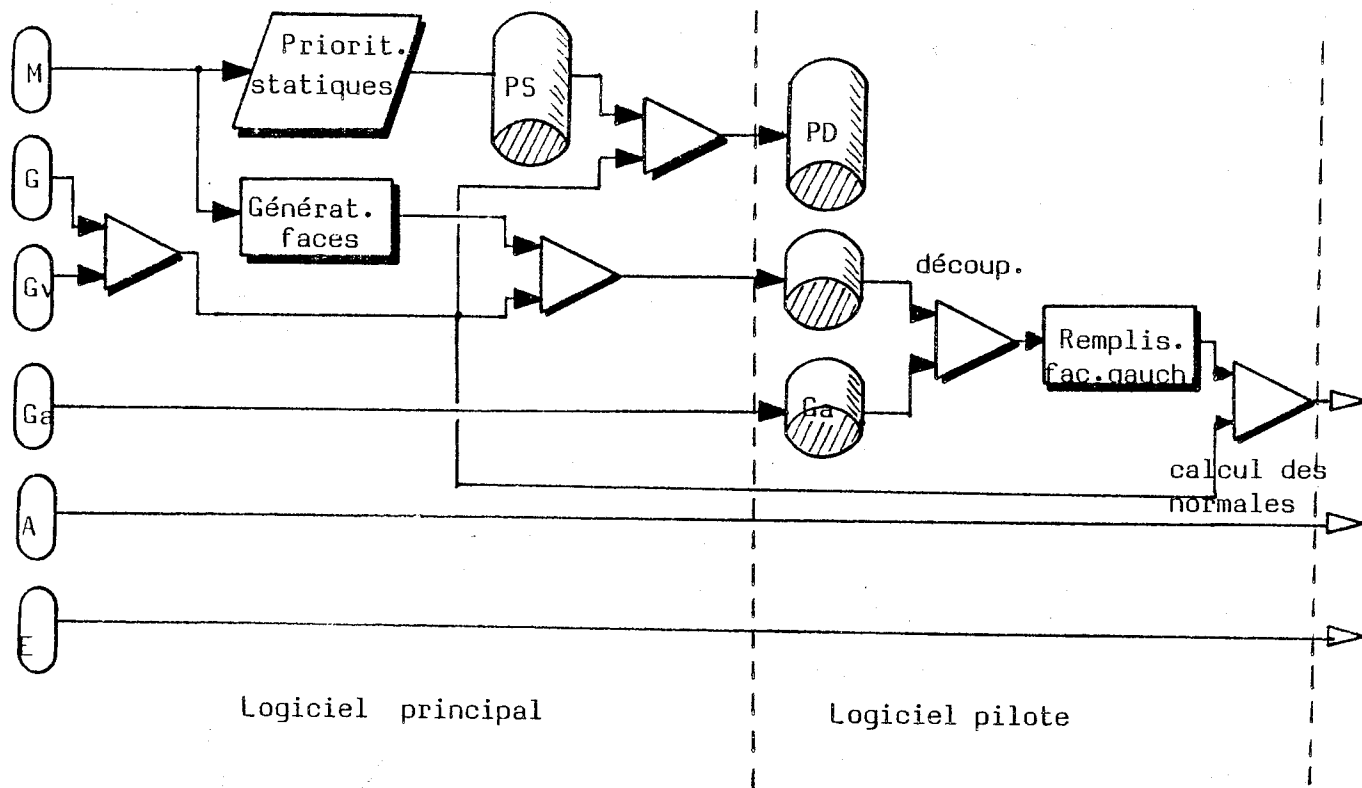 M
Priorit.
statiques
PS
PD
G
Générat.
faces
Gv
découp.
Remplis.
fac.gauch
Ga
Ga
calcul des
normales
A
E
Logiciel principal
Logiciel pilote